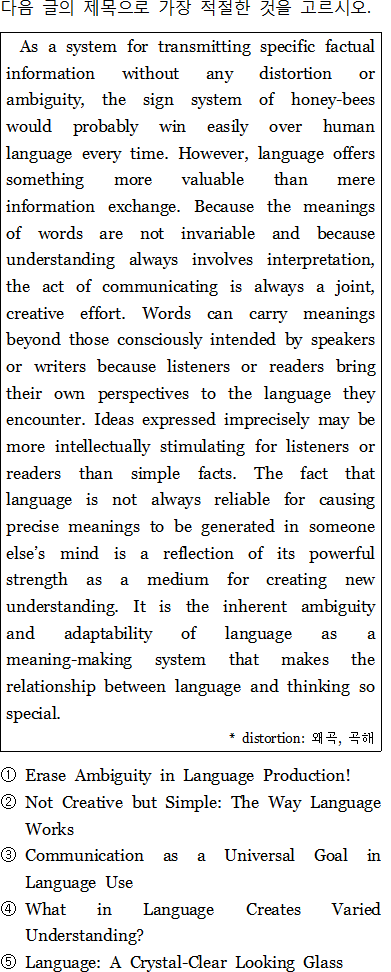 다음 글의 제목으로 가장 적절한 것을 고르시오.
As a system for transmitting specific factual
information without any distortion or
ambiguity, the sign system of honey-bees
would probably win easily over human
language every time. However, language offers
something more valuable than mere
information exchange. Because the meanings
of words are not invariable and because
understanding always involves interpretation,
the act of communicating is always a joint,
creative effort. Words can carry meanings
beyond those consciously intended by speakers
or writers because listeners or readers bring
their own perspectives to the language they
encounter. Ideas expressed imprecisely may be
more intellectually stimulating for listeners or
readers than simple facts. The fact that
language is not always reliable for causing
precise meanings to be generated in someone
else’s mind is a reflection of its powerful
strength as a medium for creating new
understanding. It is the inherent ambiguity
and adaptability of language as a
meaning-making system that makes the
relationship between language and thinking so
special.
* distortion: 왜곡, 곡해
① Erase Ambiguity in Language Production!
② Not Creative but Simple: The Way Language
Works
③ Communication as a Universal Goal in
Language Use
④ What in Language Creates Varied
Understanding?
⑤ Language: A Crystal-Clear Looking Glass